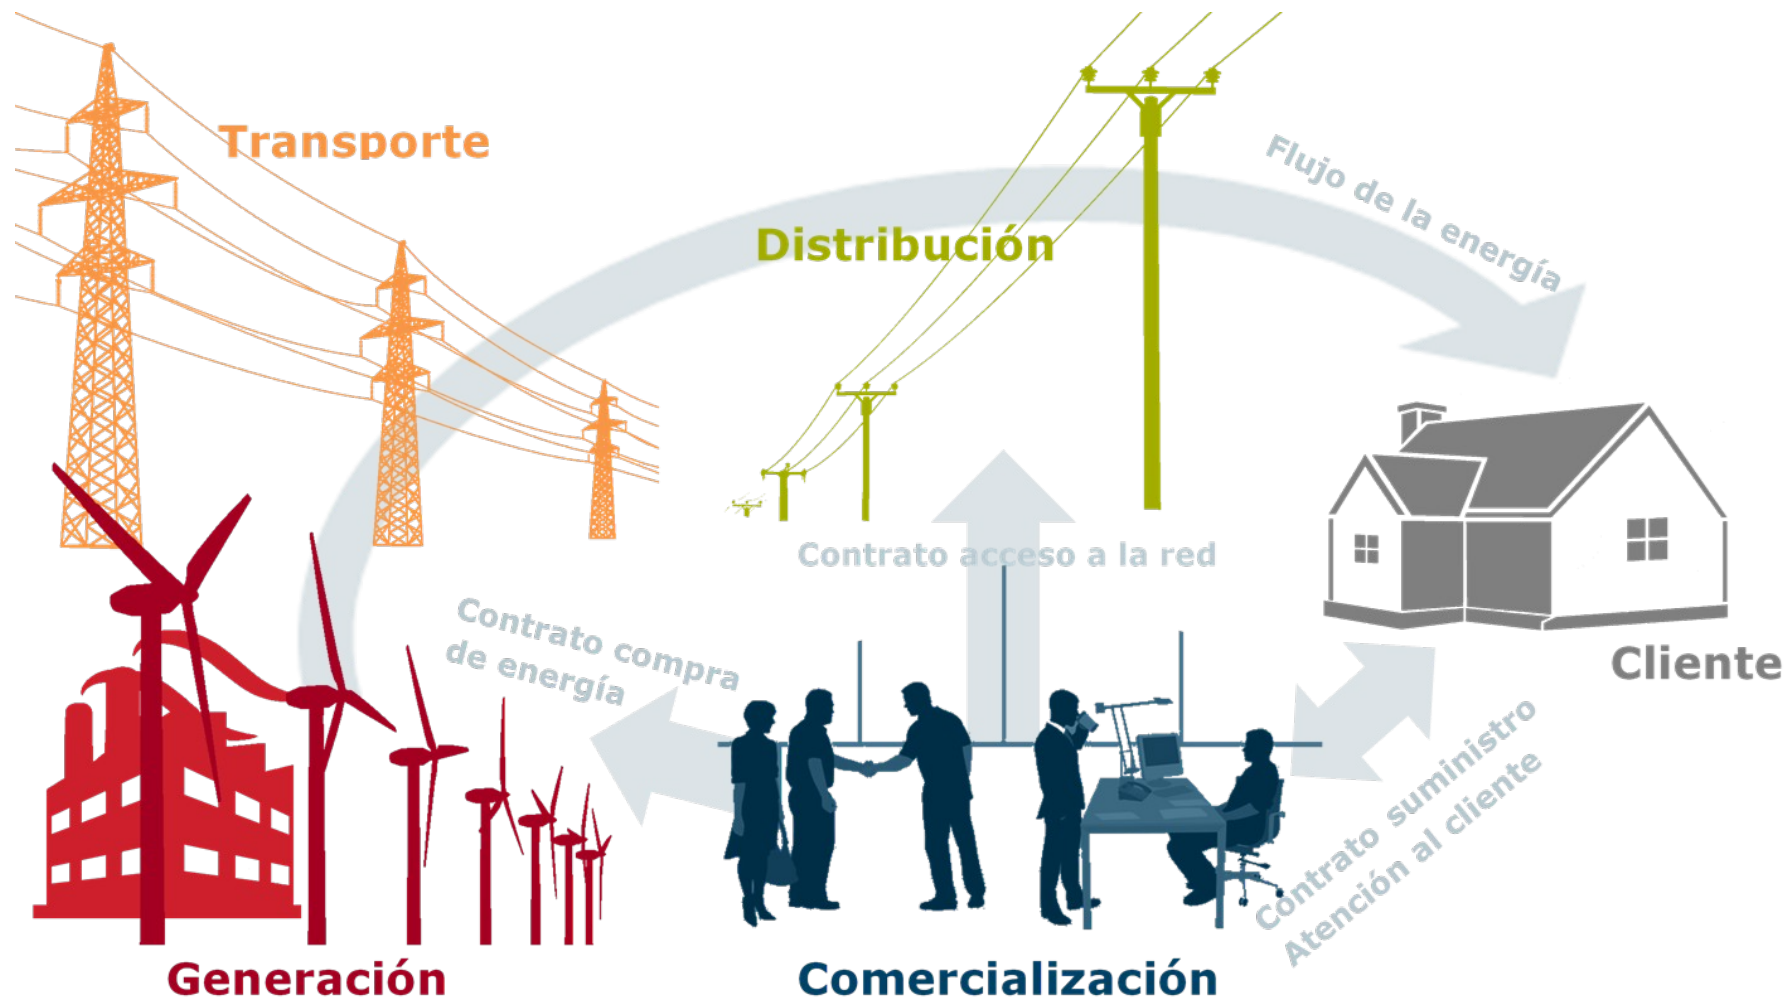 Transporte
Flujo de la energía
Distribución
Contrato acceso a la red
Contrato compra
de energía
Cliente
Contrato suministro
Atención al cliente
Generación
Comercialización